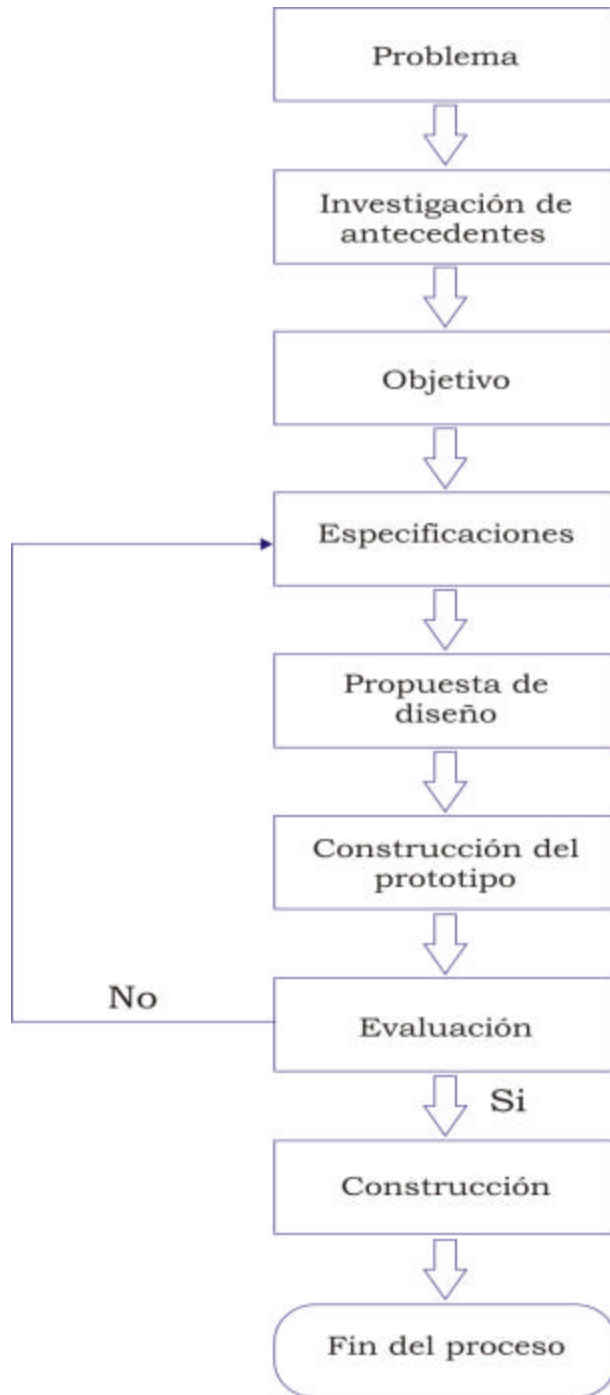 Problema
Investigación de
antecedentes
Objetivo
Especificaciones
Propuesta de
diseño
Construcción del
prototipo
No
Evaluación
Si
Construcción
Fin del proceso